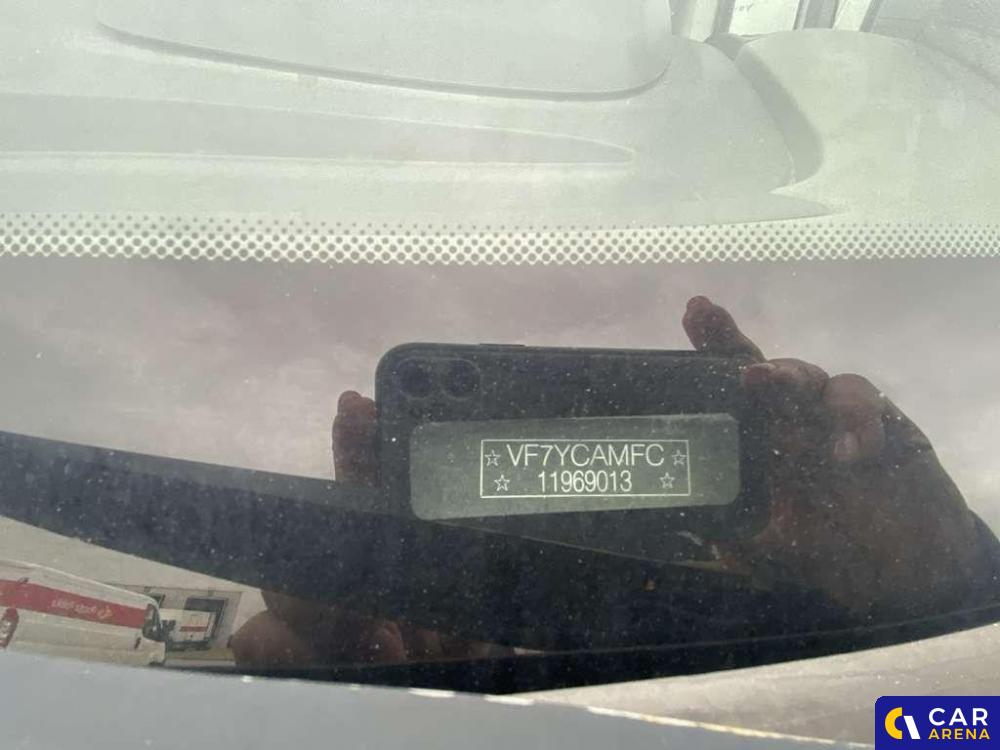 ☆ VF7YCAMFC ☆
☆ 11969013 ☆
CAR
ARENA